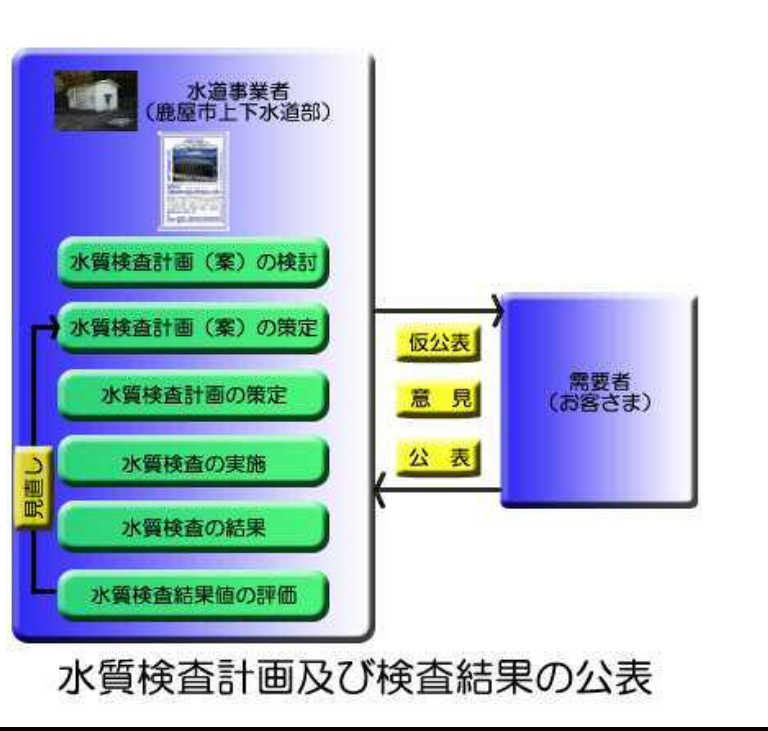 水道事業者
（鹿屋市上下水道部）
水質検査計画（案）の検討
水質検査計画（案）の策定
水質検査計画の策定
水質検査の実施
水質検査の結果
水質検査結果値の評価
見直し
仮公表
意　見
公　表
需要者
（お客さま）
水質検査計画及び検査結果の公表